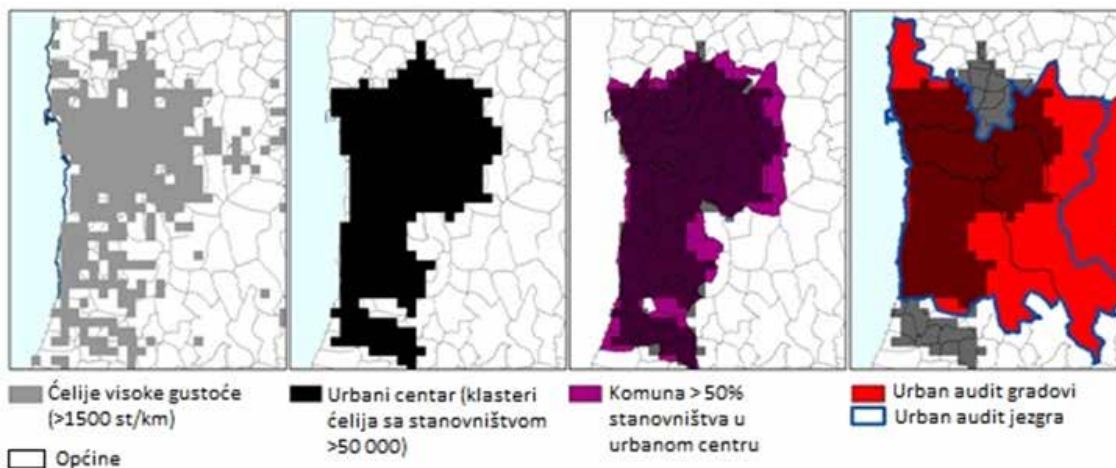 Ćelije visoke gustoće
(>1500 st/km)
Općine
Urbani centar (klasteri
ćelija sa stanovništvom
>50 000)
Komuna > 50%
stanovništva u
urbanom centru
Urban audit gradovi
Urban audit jezgra